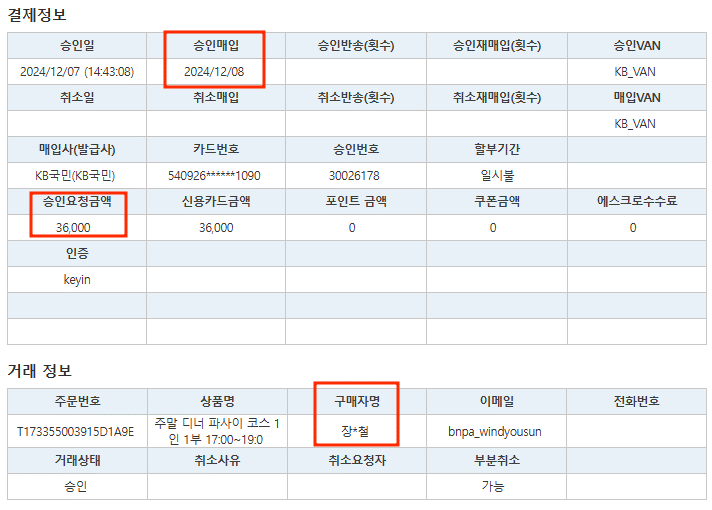 결제정보
승인일 승인매입 승인반송(횟수) 승인재매입(횟수) 승인VAN
2024/12/07 (14:43:08) 2024/12/08 KB_VAN
취소일 취소매입 취소반송(횟수) 취소재매입(횟수) 매입VAN
KB_VAN
매입사(발급사) 카드번호 승인번호 할부기간
KB국민(KB국민) 540926******1090 30026178 일시불
승인요청금액 신용카드금액 포인트 금액 쿠폰금액 에스크로수수료
36,000 36,000 0 0 0
인증
keyin
거래 정보
주문번호 상품명 구매자명 이메일 전화번호
T173355003915D1A9E 주말 디너 파사이 코스 1 장*철 bnpa_windyousun
인 1부 17:00~19:0
거래상태 취소사유 취소요청자 부분취소
승인 가능